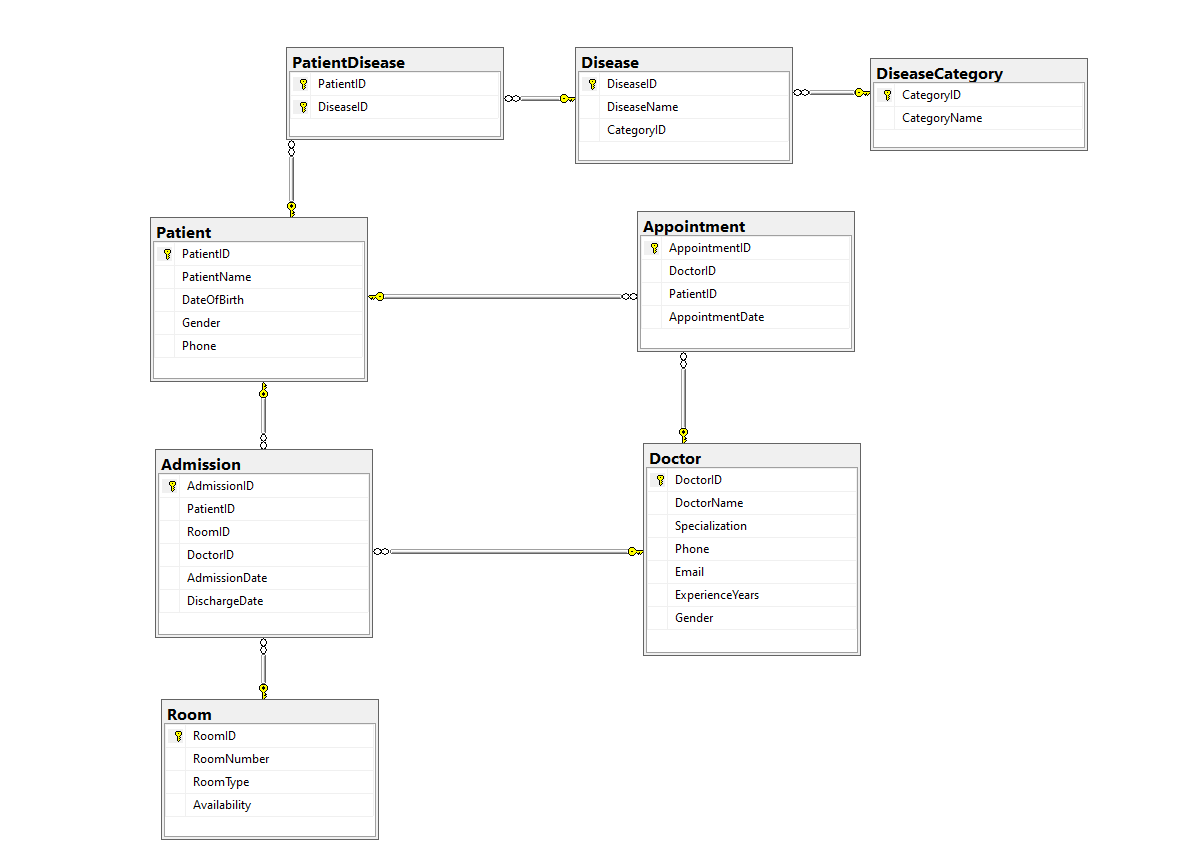 PatientDisease
PatientID
DiseaseID
Disease
DiseaseID
DiseaseName
CategoryID
DiseaseCategory
CategoryID
CategoryName
Patient
PatientID
PatientName
DateOfBirth
Gender
Phone
Appointment
AppointmentID
DoctorID
PatientID
AppointmentDate
Admission
AdmissionID
PatientID
RoomID
DoctorID
AdmissionDate
DischargeDate
Doctor
DoctorID
DoctorName
Specialization
Phone
Email
ExperienceYears
Gender
Room
RoomID
RoomNumber
RoomType
Availability